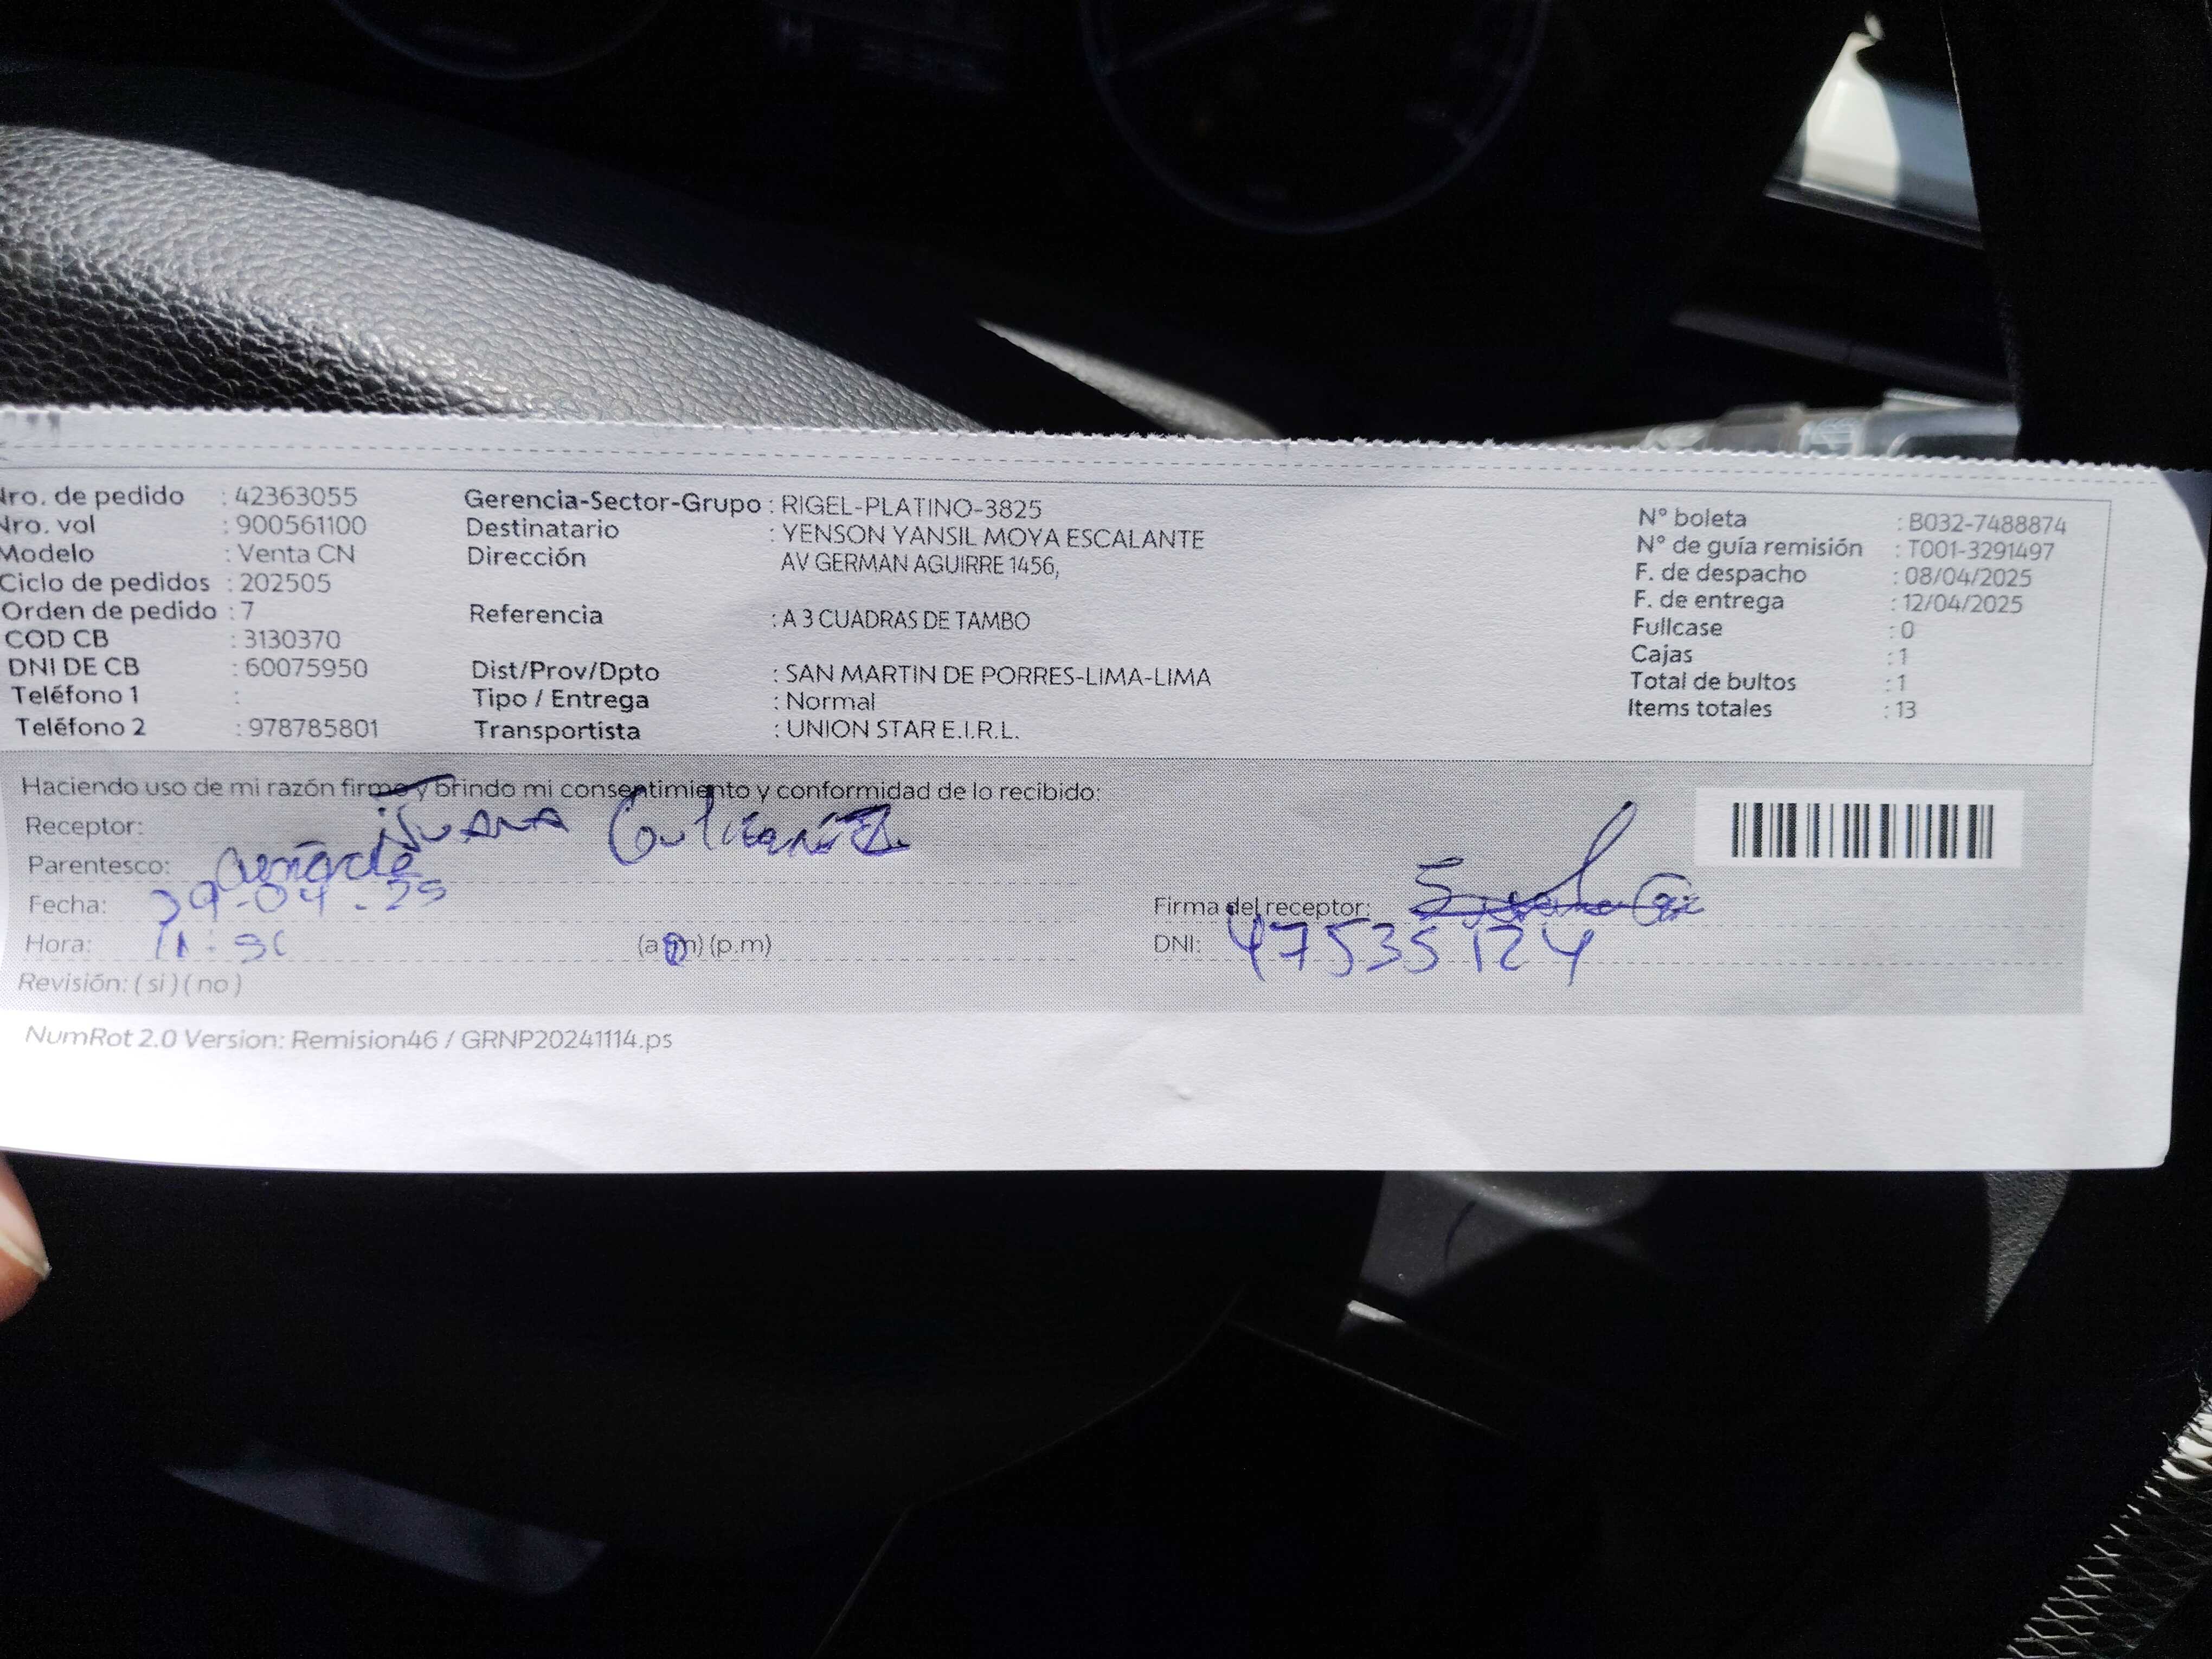 Nro. de pedido : 42363055
Nro. vol : 900561100
Modelo : Venta CN
Ciclo de pedidos : 202505
Orden de pedido : 7
COD CB : 3130370
DNI DE CB : 60075950
Teléfono 1 :
Teléfono 2 : 978785801
Gerencia-Sector-Grupo : RIGEL-PLATINO-3825
Destinatario : YENSON YANSIL MOYA ESCALANTE
Dirección AV GERMAN AGUIRRE 1456,
Referencia : A 3 CUADRAS DE TAMBO
Dist/Prov/Dpto : SAN MARTIN DE PORRES-LIMA-LIMA
Tipo / Entrega : Normal
Transportista : UNION STAR E.I.R.L.
N° boleta : B032-7488874
N° de guía remisión : T001-3291497
F. de despacho : 08/04/2025
F. de entrega : 12/04/2025
Fullcase : 0
Cajas : 1
Total de bultos : 1
Items totales : 13
Haciendo uso de mi razón firmo y brindo mi consentimiento y conformidad de lo recibido:
Receptor:
Parentesco:
Fecha: -04-25
Hora: 11: (a.m) (p.m)
Revisión: ( si ) ( no )
Firma del receptor:
DNI: 47535124
NumRot 2.0 Version: Remision46 / GRNP20241114.ps